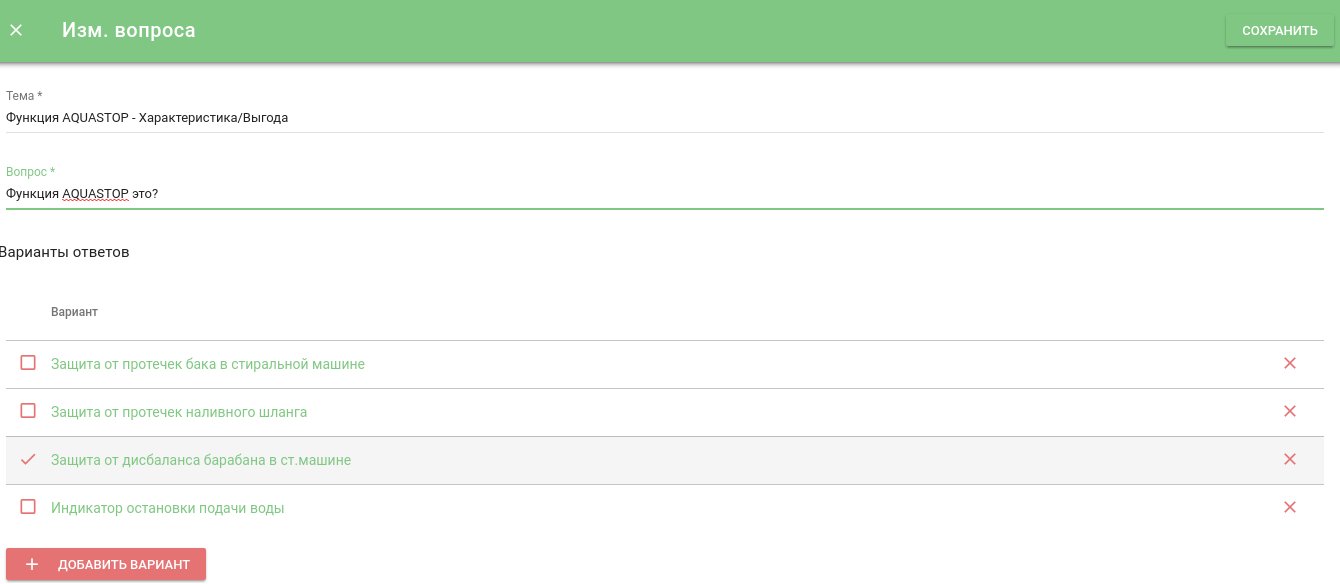 Изм. вопроса
СОХРАНИТЬ
Тема *
Функция AQUASTOP - Характеристика/Выгода
Вопрос *
Функция AQUASTOP это?
Варианты ответов
Вариант
Защита от протечек бака в стиральной машине
Защита от протечек наливного шланга
Защита от дисбаланса барабана в ст.машине
Индикатор остановки подачи воды
ДОБАВИТЬ ВАРИАНТ